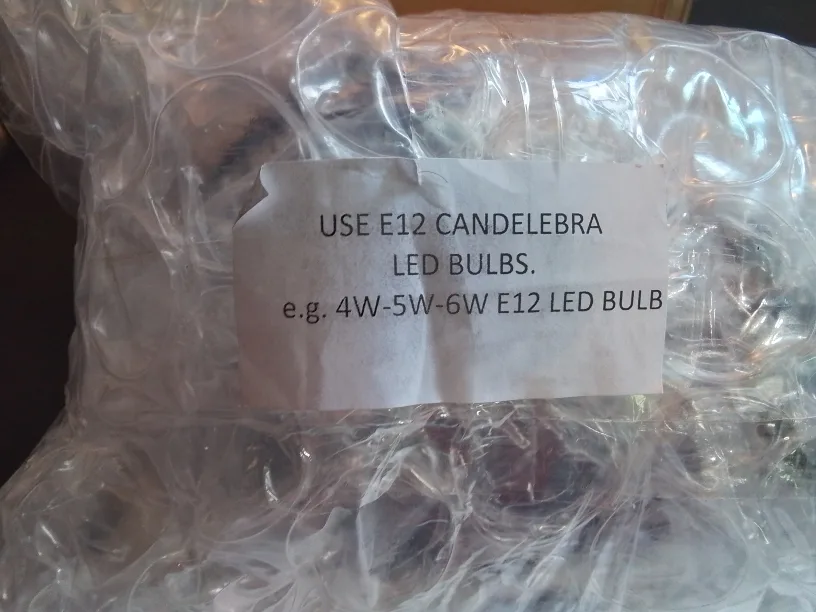 USE E12 CANDELEBRA
LED BULBS.
e.g. 4W-5W-6W E12 LED BULB